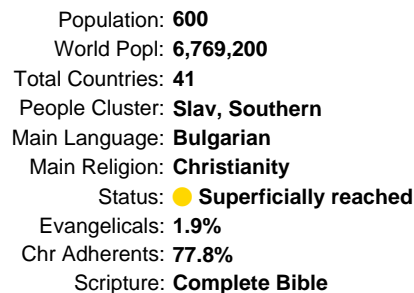 Population: 600
World Popl: 6,769,200
Total Countries: 41
People Cluster: Slav, Southern
Main Language: Bulgarian
Main Religion: Christianity
Status: Superficially reached
Evangelicals: 1.9%
Chr Adherents: 77.8%
Scripture: Complete Bible